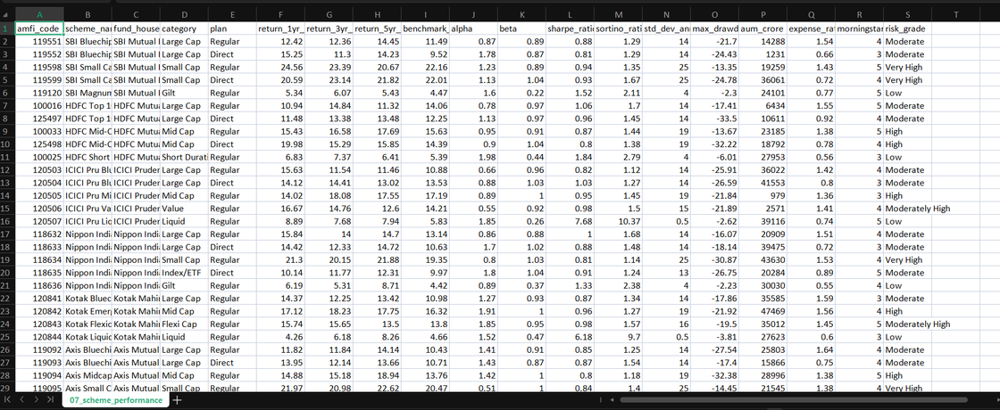 A B C D E F G H I J K L M N O P Q R S T
1 amfi_code scheme_na fund_house category plan return_1yr_ return_3yr_ return_5yr_ benchmark_ alpha beta sharpe_ratio sortino_rati std_dev_an max_drawd aum_crore expense_ra morningstar risk_grade
2 119551 SBI Bluechip SBI Mutual Large Cap Regular 12.42 12.36 14.45 11.49 0.87 0.89 0.88 1.29 14 -21.7 14288 1.54 4 Moderate
3 119552 SBI Bluechip SBI Mutual Large Cap Direct 15.25 11.3 14.23 9.52 1.78 0.87 0.81 1.29 14 -24.43 1231 0.66 3 Moderate
4 119598 SBI Small Ca SBI Mutual Small Cap Regular 24.56 23.39 20.67 22.16 1.23 0.89 0.94 1.35 25 -13.35 19259 1.43 5 Very High
5 119599 SBI Small Ca SBI Mutual Small Cap Direct 20.59 23.14 21.82 22.01 1.13 1.04 0.93 1.67 25 -24.78 36061 0.72 4 Very High
6 119120 SBI Magnum SBI Mutual Gilt Regular 5.34 6.07 5.43 4.47 1.6 0.22 1.52 2.11 4 -2.3 24101 0.77 5 Low
7 100016 HDFC Top 1 HDFC Mutua Large Cap Regular 10.94 14.84 11.32 14.06 0.78 0.97 1.06 1.7 14 -17.41 6434 1.55 5 Moderate
8 125497 HDFC Top 1 HDFC Mutua Large Cap Direct 11.48 13.38 13.48 12.25 1.13 0.97 0.96 1.45 14 -33.5 10611 0.92 4 Moderate
9 100033 HDFC Mid-C HDFC Mutua Mid Cap Regular 15.43 16.58 17.69 15.63 0.95 0.91 0.87 1.44 19 -13.67 23185 1.38 5 High
10 125498 HDFC Mid-C HDFC Mutua Mid Cap Direct 19.98 15.29 15.85 14.39 0.9 1.04 0.8 1.38 19 -32.22 18792 0.78 4 High
11 100025 HDFC Short HDFC Mutua Short Durati Regular 6.83 7.37 6.41 5.39 1.98 0.44 1.84 2.79 4 -6.01 27953 0.56 3 Low
12 120503 ICICI Pru Blu ICICI Pruden Large Cap Regular 15.63 11.54 11.46 10.88 0.66 0.96 0.82 1.12 14 -25.91 36022 1.42 4 Moderate
13 120504 ICICI Pru Blu ICICI Pruden Large Cap Direct 14.12 14.41 13.02 13.53 0.88 1.03 1.03 1.27 14 -26.59 41553 0.8 3 Moderate
14 120505 ICICI Pru Mi ICICI Pruden Mid Cap Regular 14.02 18.08 17.55 17.19 0.89 1 0.95 1.45 19 -21.84 979 1.36 3 High
15 120506 ICICI Pru Va ICICI Pruden Value Regular 16.67 14.76 12.6 14.21 0.55 0.92 0.98 1.5 15 -21.89 2571 1.41 4 Moderately High
16 120507 ICICI Pru Liq ICICI Pruden Liquid Regular 8.89 7.68 7.94 5.83 1.85 0.26 7.68 10.37 0.5 -2.62 39116 0.74 5 Low
17 118632 Nippon Indi Nippon Indi Large Cap Regular 15.84 14 14.7 13.14 0.86 0.88 1 1.68 14 -16.07 20909 1.51 4 Moderate
18 118633 Nippon Indi Nippon Indi Large Cap Direct 14.42 12.33 14.72 10.63 1.7 1.02 0.88 1.48 14 -18.14 39475 0.72 3 Moderate
19 118634 Nippon Indi Nippon Indi Small Cap Regular 21.3 20.15 21.88 19.35 0.8 1.03 0.85 1.14 25 -30.87 43630 1.53 4 Very High
20 118635 Nippon Indi Nippon Indi Index/ETF Direct 10.14 11.77 12.31 9.97 1.8 1.04 0.91 1.24 13 -26.75 20284 0.89 5 Moderate
21 118636 Nippon Indi Nippon Indi Gilt Regular 6.19 5.31 8.71 4.42 0.89 0.37 1.33 2.38 4 -2.23 30030 0.55 4 Low
22 120841 Kotak Bluec Kotak Mahi Large Cap Regular 14.37 12.25 13.42 10.98 1.27 0.93 0.87 1.34 14 -17.86 35585 1.59 3 Moderate
23 120842 Kotak Emer Kotak Mahi Mid Cap Regular 17.12 18.23 17.75 16.32 1.91 1 0.96 1.27 19 -21.92 47469 1.56 4 High
24 120843 Kotak Flexic Kotak Mahi Flexi Cap Regular 15.74 15.65 13.5 13.8 1.85 0.95 0.98 1.57 16 -19.5 35012 1.45 5 Moderately High
25 120844 Kotak Liquic Kotak Mahi Liquid Regular 4.26 6.18 8.26 4.66 1.52 0.47 6.18 9.7 0.5 -3.81 27623 0.6 3 Low
26 119092 Axis Bluechi Axis Mutual Large Cap Regular 11.82 11.84 14.14 10.43 1.41 0.91 0.85 1.25 14 -27.54 25803 1.64 4 Moderate
27 119093 Axis Bluechi Axis Mutual Large Cap Direct 13.95 12.14 13.66 10.71 1.43 0.87 0.87 1.54 14 -17.4 15866 0.75 4 Moderate
28 119094 Axis Midcap Axis Mutual Mid Cap Regular 14.88 15.18 18.94 13.76 1.42 1 0.8 1.18 19 -32.38 28996 1.38 5 High
29 119095 Axis Small C Axis Mutual Small Cap Regular 21.97 20.98 22.62 20.47 0.51 1 0.84 1.4 25 -14.45 21545 1.38 4 Very High
07_scheme_performance